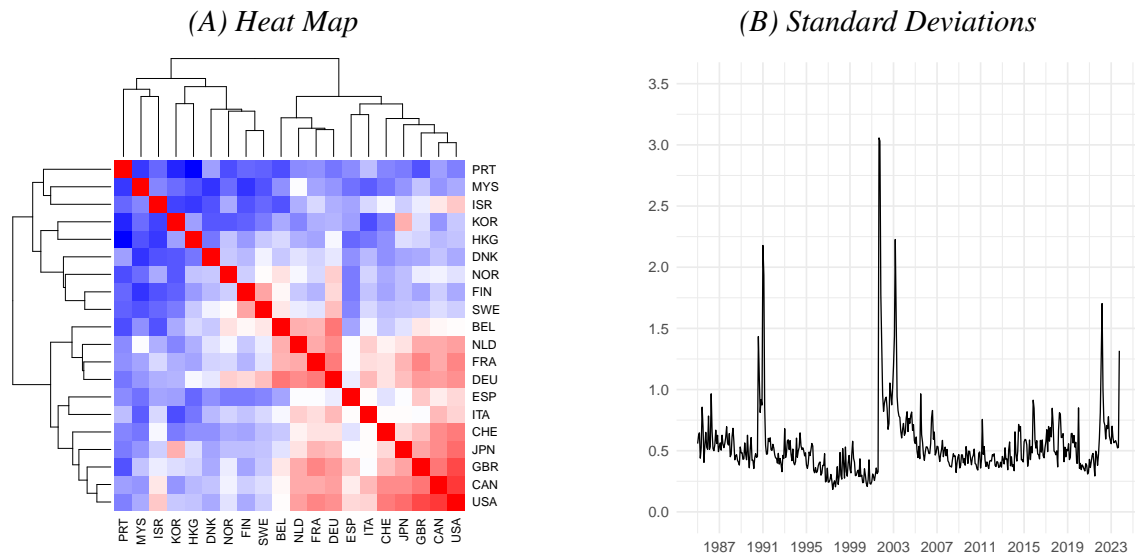 (A) Heat Map
PRT
MYS
ISR
KOR
HKG
DNK
NOR
FIN
SWE
BEL
NLD
FRA
DEU
ESP
ITA
CHE
JPN
GBR
CAN
USA
PRT MYS ISR KOR HKG DNK NOR FIN SWE BEL NLD FRA DEU ESP ITA CHE JPN GBR CAN USA
(B) Standard Deviations
3.5
3.0
2.5
2.0
1.5
1.0
0.5
0.0
1987 1991 1995 1999 2003 2007 2011 2015 2019 2023